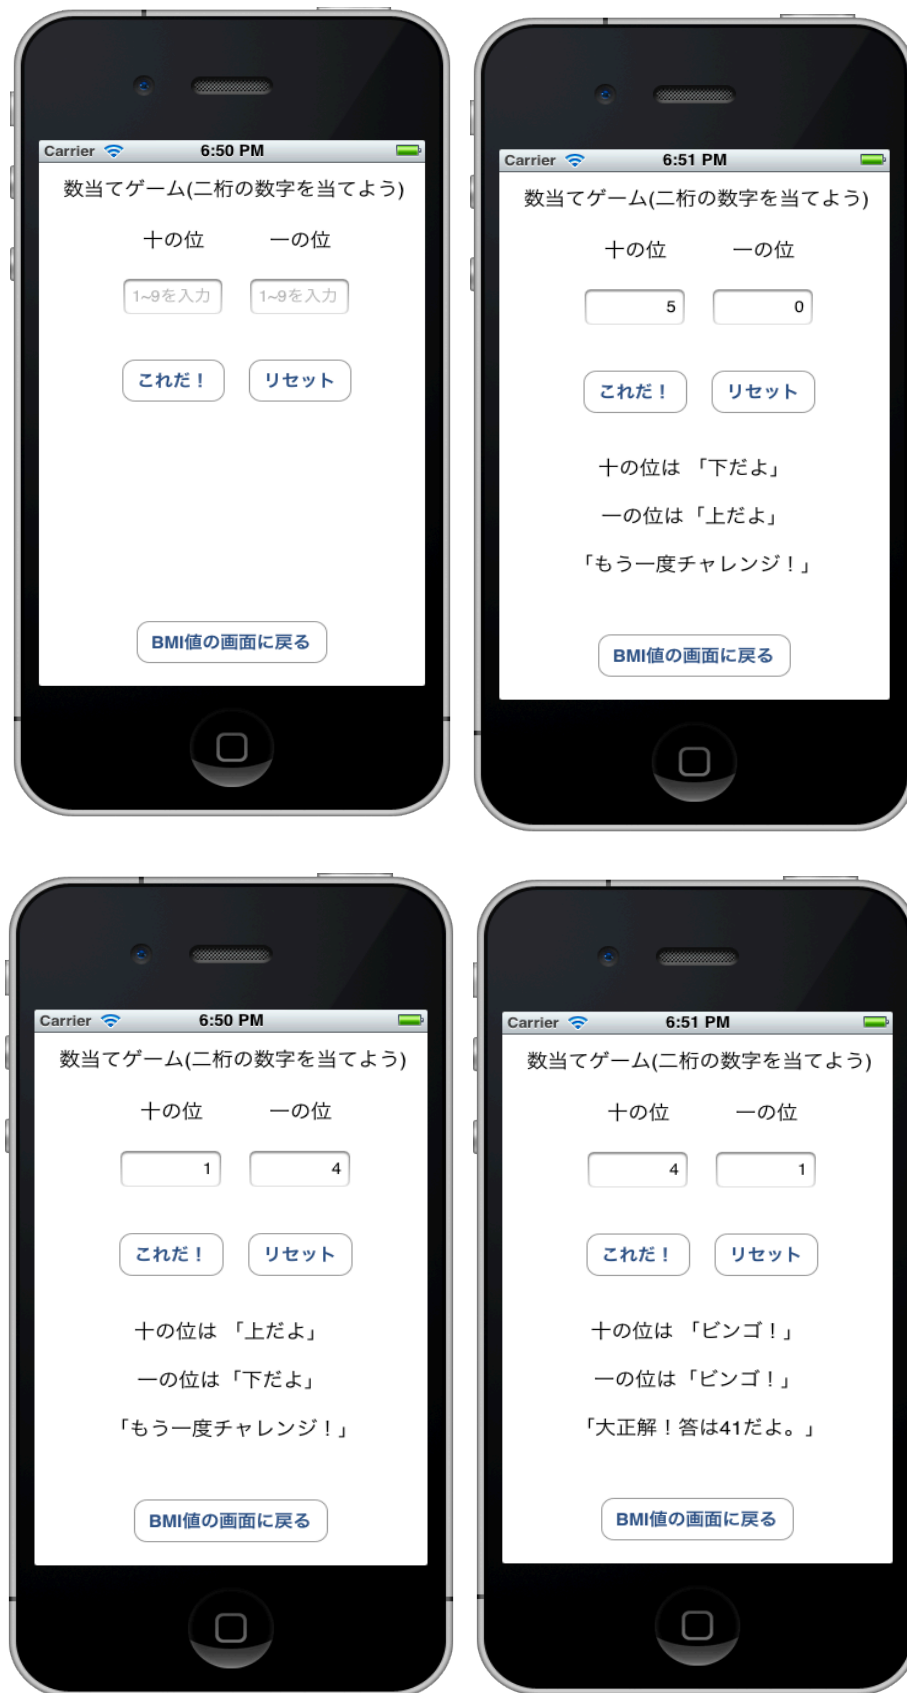 Carrier 6:50 PM
数当てゲーム(二桁の数字を当てよう)
十の位 一の位
1~9を入力 1~9を入力
これだ！ リセット
BMI値の画面に戻る
Carrier 6:51 PM
数当てゲーム(二桁の数字を当てよう)
十の位 一の位
5 0
これだ！ リセット
十の位は 「下だよ」
一の位は「上だよ」
「もう一度チャレンジ！」
BMI値の画面に戻る
Carrier 6:50 PM
数当てゲーム(二桁の数字を当てよう)
十の位 一の位
1 4
これだ！ リセット
十の位は 「上だよ」
一の位は「下だよ」
「もう一度チャレンジ！」
BMI値の画面に戻る
Carrier 6:51 PM
数当てゲーム(二桁の数字を当てよう)
十の位 一の位
4 1
これだ！ リセット
十の位は 「ビンゴ！」
一の位は「ビンゴ！」
「大正解！答は41だよ。」
BMI値の画面に戻る